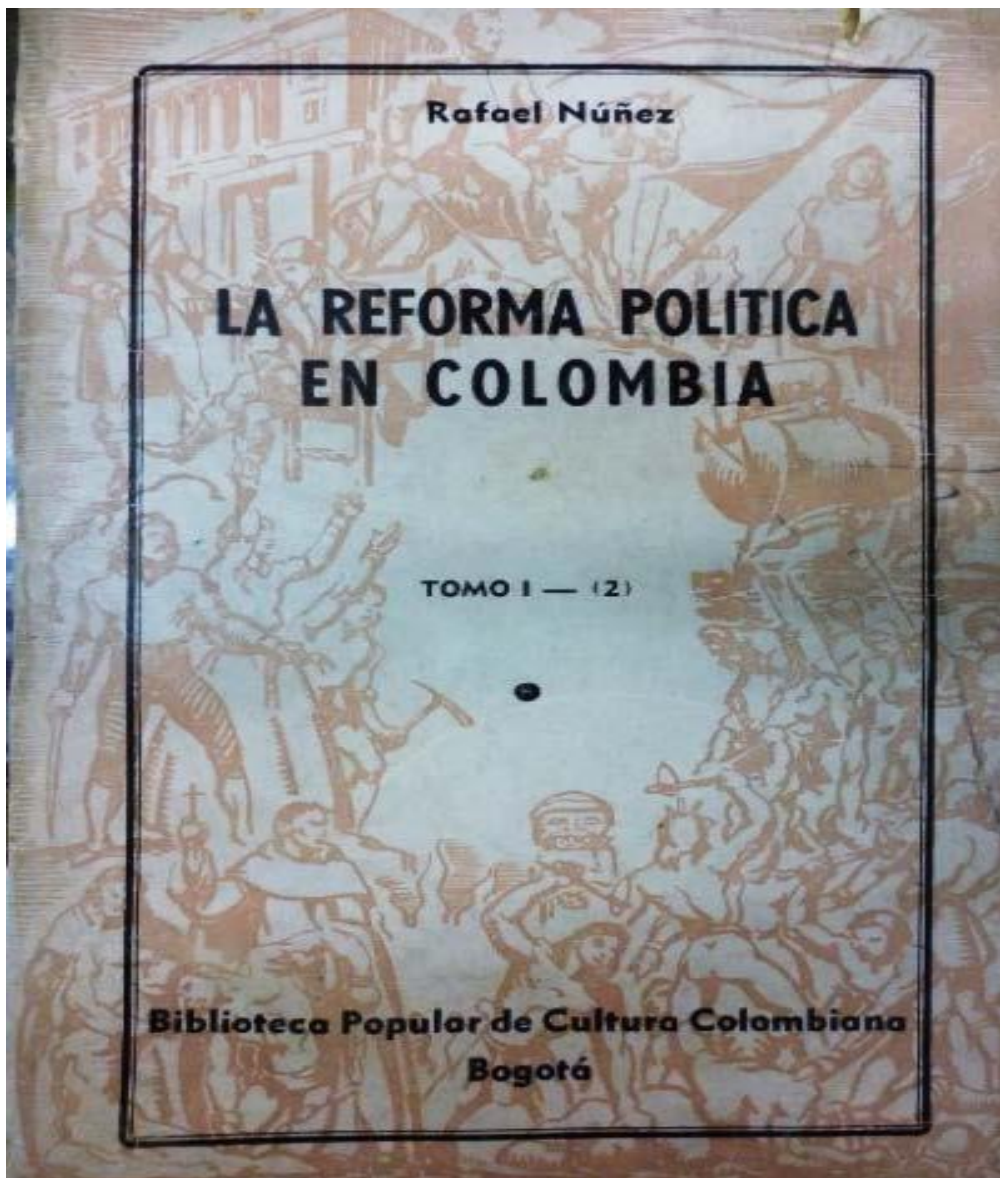 Rafael Núñez
LA REFORMA POLITICA
EN COLOMBIA
TOMO I — (2)
Biblioteca Popular de Cultura Colombiana
Bogotá